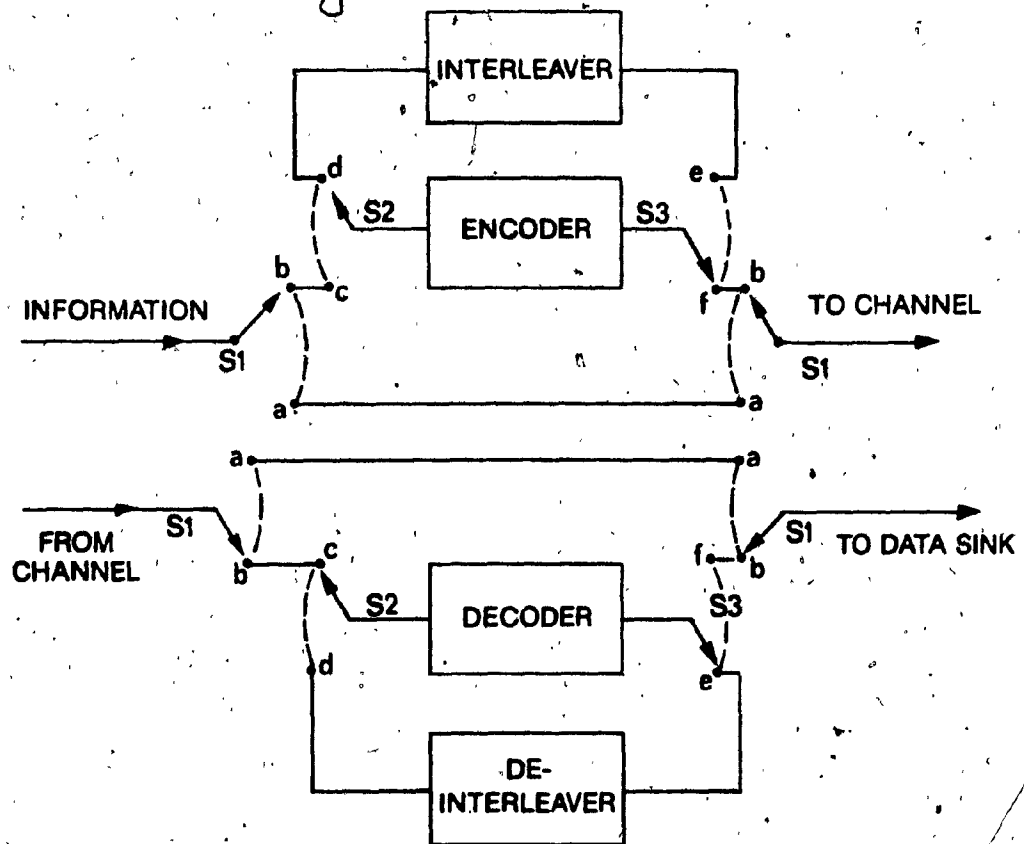 INTERLEAVER
d
e
S2
ENCODER
S3
b
c
f
b
INFORMATION
TO CHANNEL
S1
S1
a
a
a
a
S1
S1
FROM
CHANNEL
TO DATA SINK
b
c
f
b
S2
DECODER
S3
d
e
DE-
INTERLEAVER